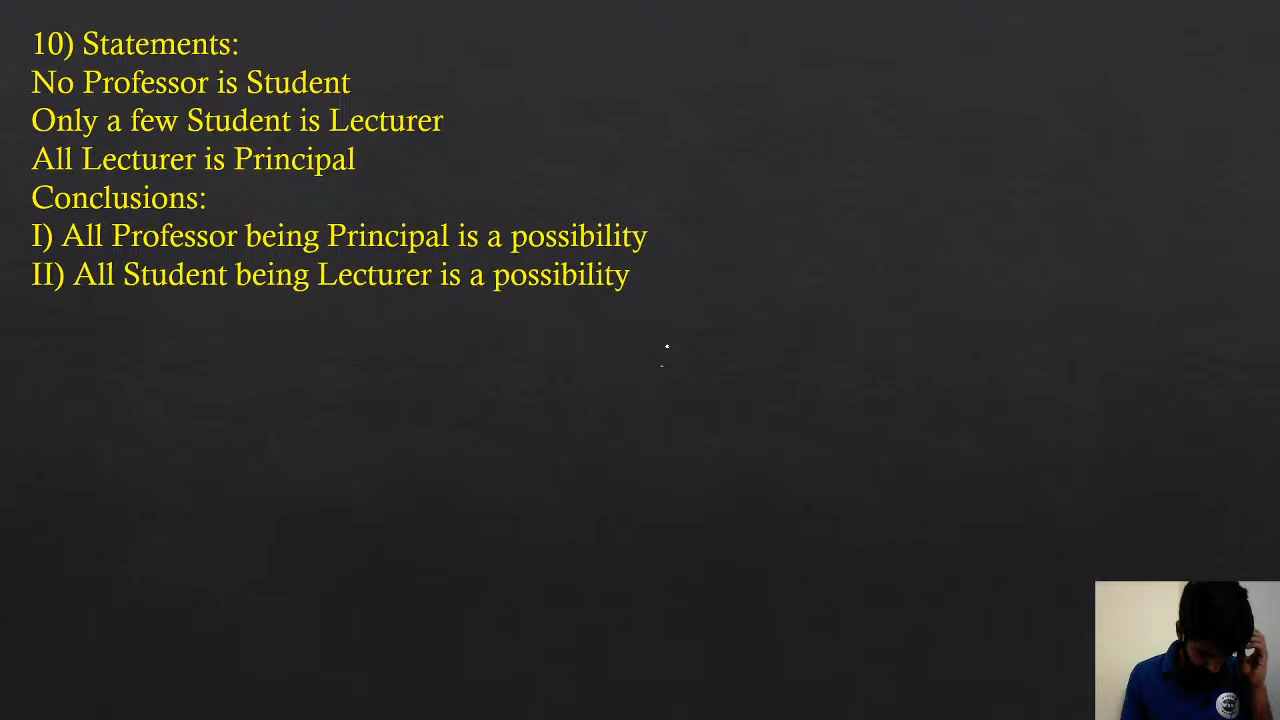 10) Statements:
No Professor is Student
Only a few Student is Lecturer
All Lecturer is Principal
Conclusions:
I) All Professor being Principal is a possibility
II) All Student being Lecturer is a possibility